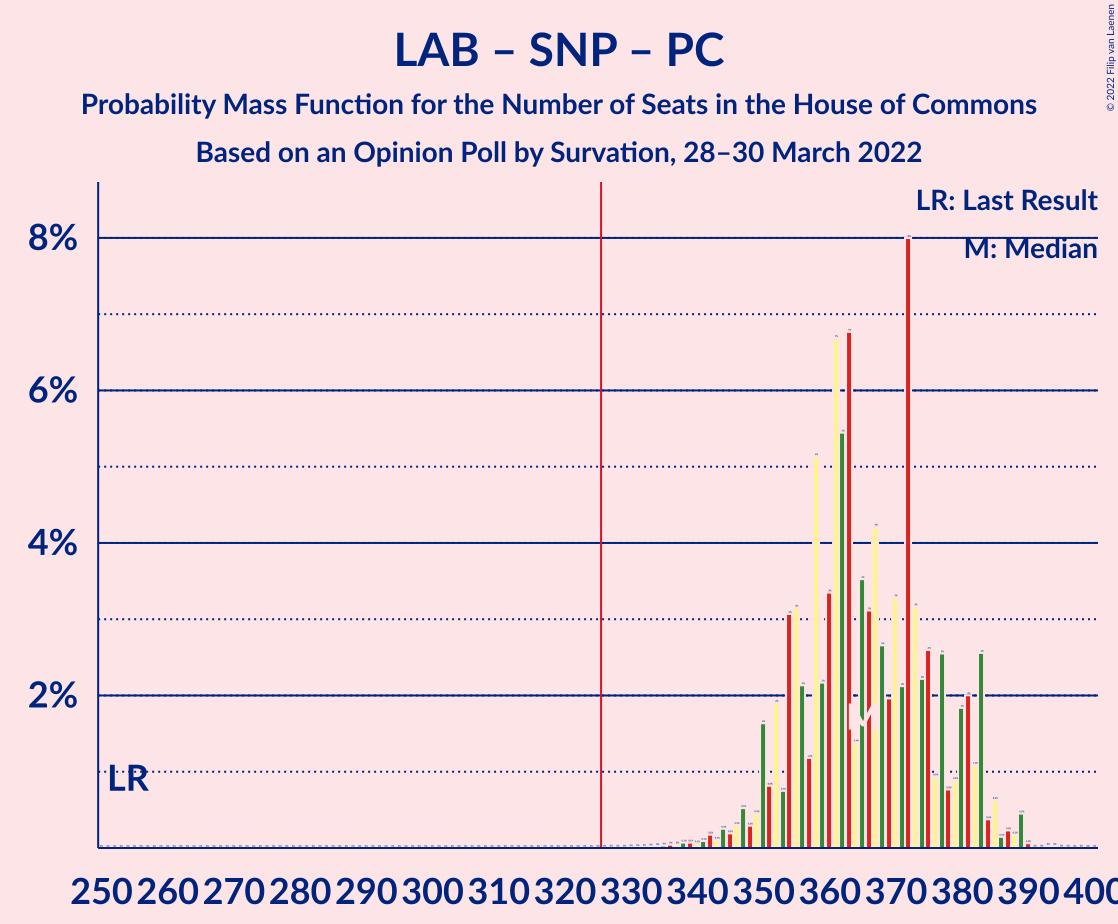 LAB – SNP – PC
Probability Mass Function for the Number of Seats in the House of Commons
Based on an Opinion Poll by Survation, 28–30 March 2022
© 2022 Filip van Laenen
LR: Last Result
M: Median
8%
6%
4%
2%
M
LR
250 260 270 280 290 300 310 320 330 340 350 360 370 380 390 400